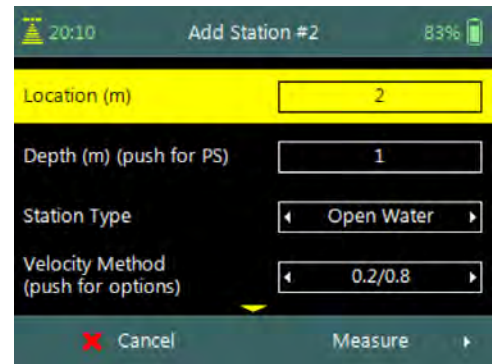 20:10 Add Station #2 83%
Location (m) 2
Depth (m) (push for PS) 1
Station Type Open Water
Velocity Method
(push for options) 0.2/0.8
Cancel Measure